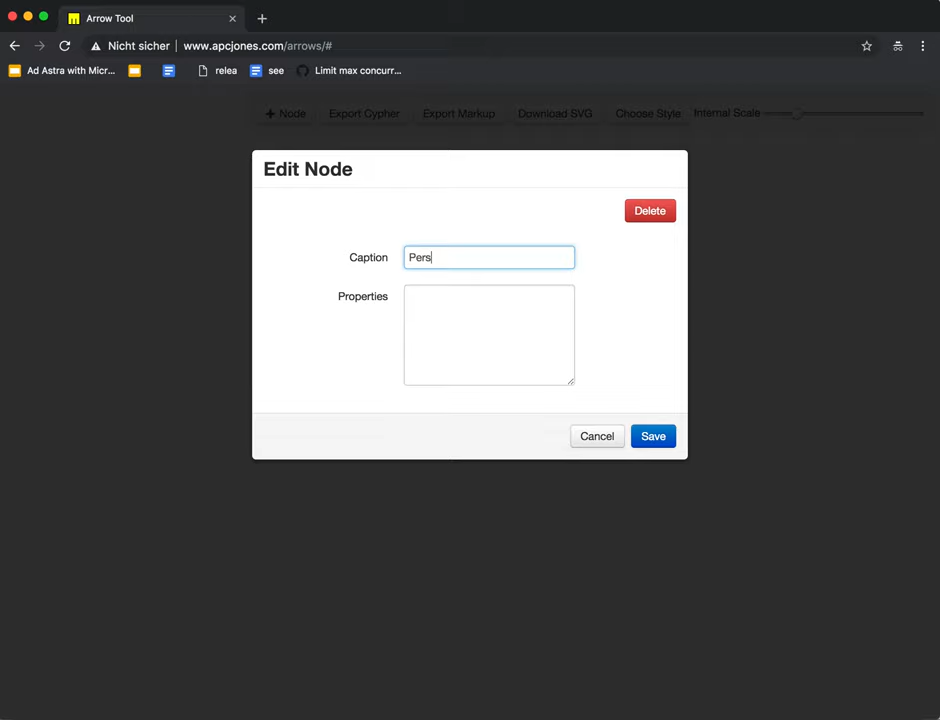 Arrow Tool
Nicht sicher
www.apcjones.com/arrows/#
Ad Astra with Micr...
relea
see
Limit max concurr...
+ Node
Export Cypher
Export Markup
Download SVG
Choose Style
Internal Scale
Edit Node
Delete
Caption
Pers
Properties
Cancel
Save